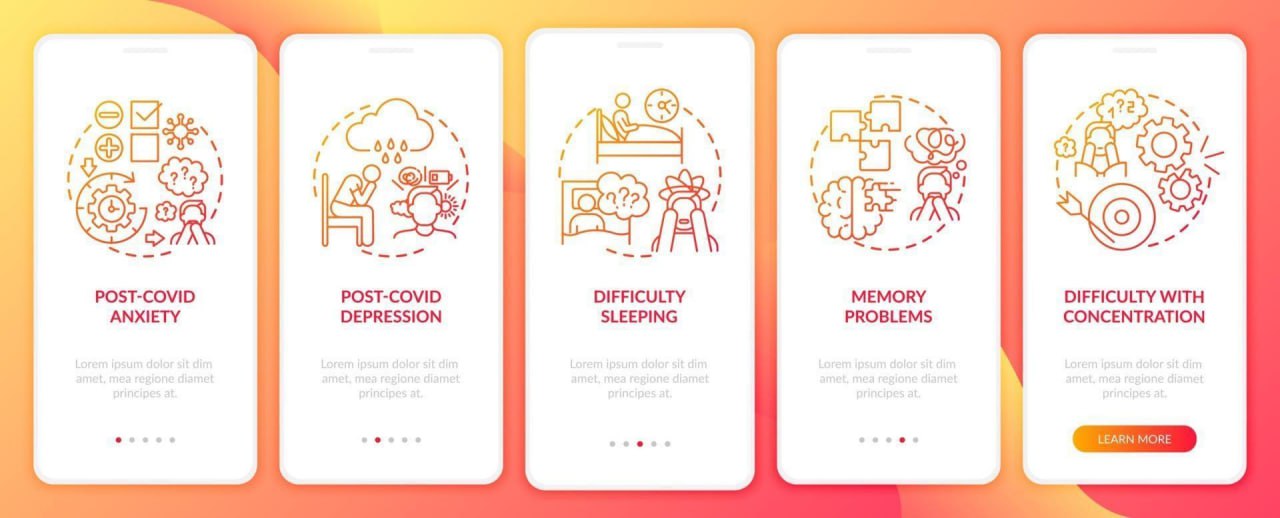 POST-COVID
ANXIETY
Lorem ipsum dolor sit dim
amet, mea regione diamet
principes at.
POST-COVID
DEPRESSION
Lorem ipsum dolor sit dim
amet, mea regione diamet
principes at.
DIFFICULTY
SLEEPING
Lorem ipsum dolor sit dim
amet, mea regione diamet
principes at.
MEMORY
PROBLEMS
Lorem ipsum dolor sit dim
amet, mea regione diamet
principes at.
1?2
DIFFICULTY WITH
CONCENTRATION
Lorem ipsum dolor sit dim
amet, mea regione diamet
principes at.
LEARN MORE